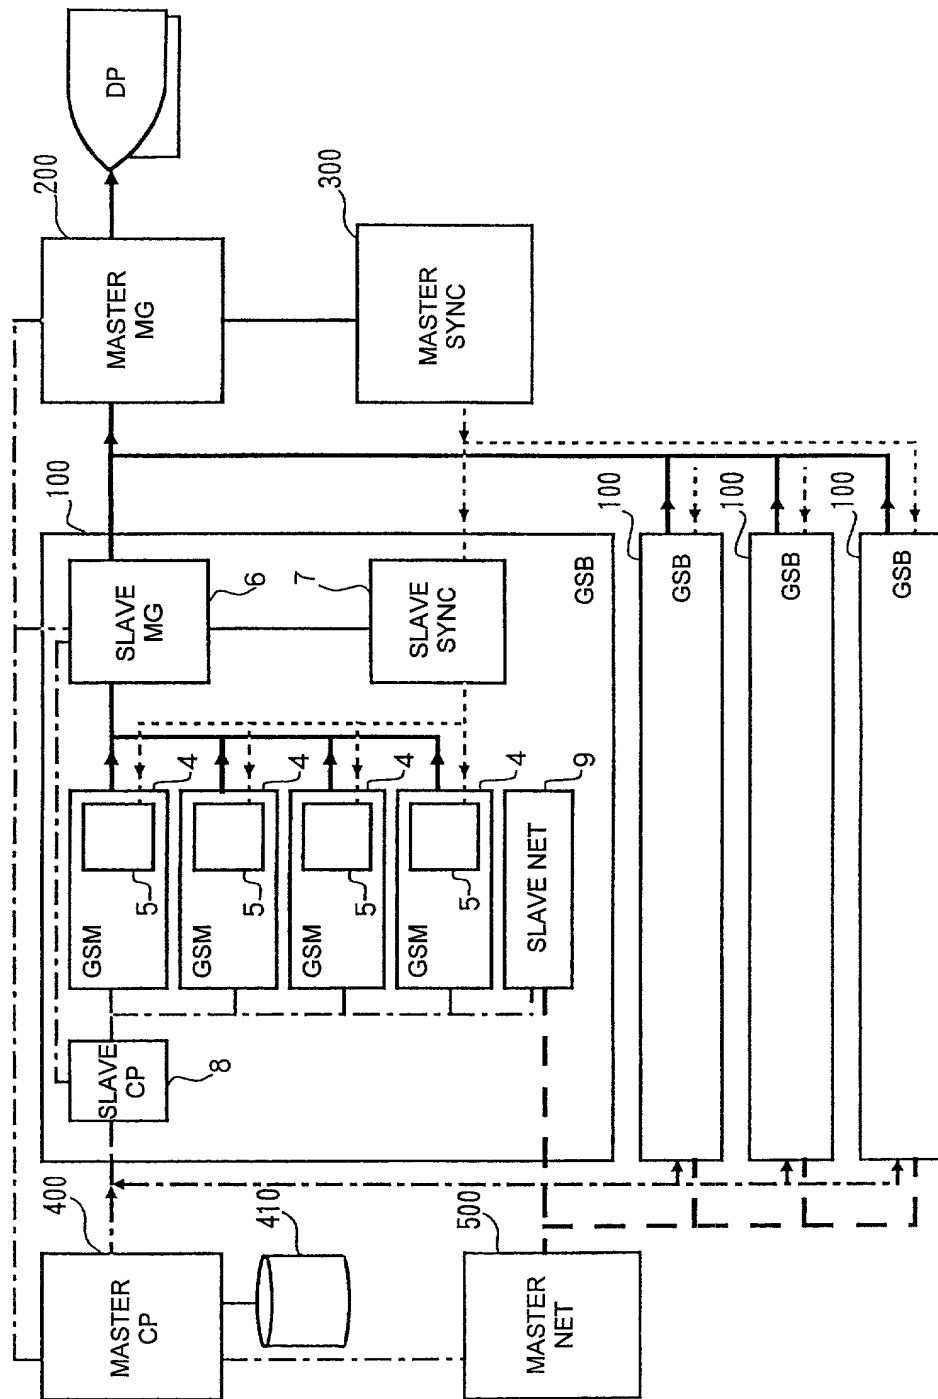 DP
200
MASTER
MG
300
MASTER
SYNC
100
SLAVE
MG
6
7
SLAVE
SYNC
GSB
100
GSB
100
GSB
100
GSB
4
5
GSM
4
5
GSM
4
5
GSM
4
5
GSM
9
SLAVE NET
SLAVE
CP
8
400
MASTER
CP
410
500
MASTER
NET